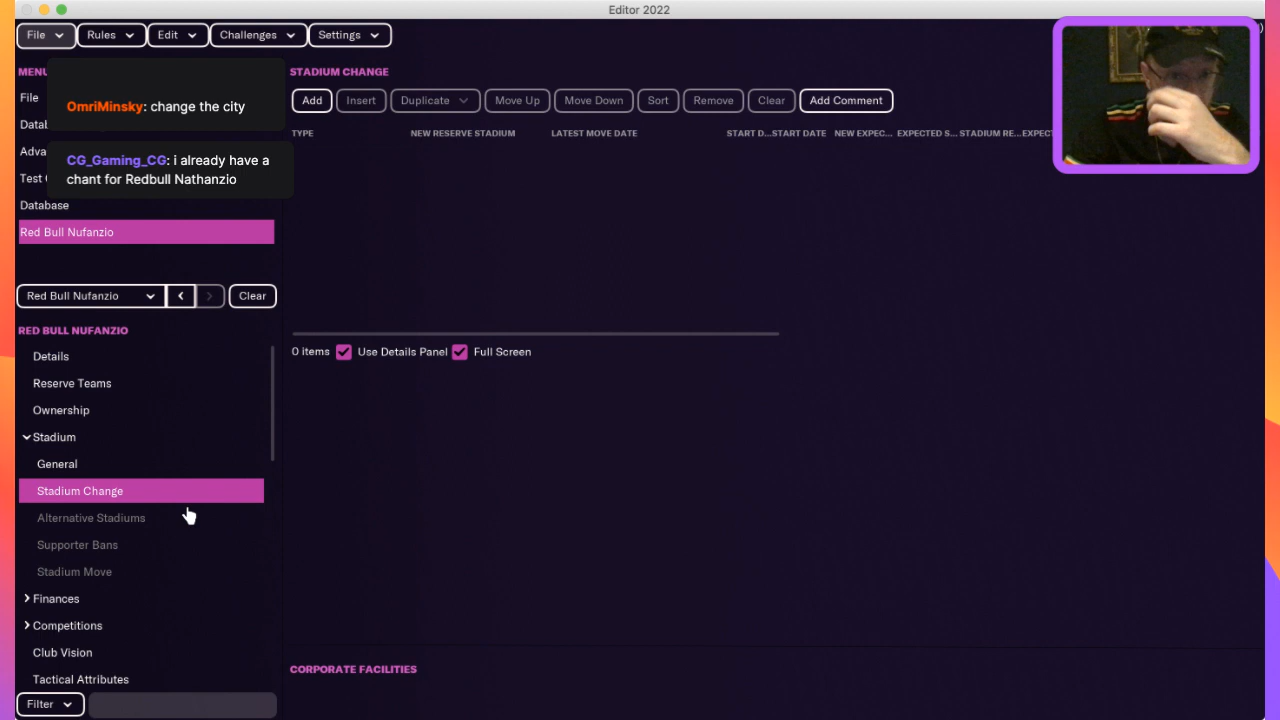 Editor 2022
File
Rules
Edit
Challenges
Settings
MENU
File
Test
Database
Red Bull Nufanzio
OmriMinsky: change the city
CG_Gaming_CG: i already have a
chant for Redbull Nathanzio
Red Bull Nufanzio
Clear
RED BULL NUFANZIO
Details
Reserve Teams
Ownership
Stadium
General
Stadium Change
Alternative Stadiums
Supporter Bans
Stadium Move
Finances
Competitions
Club Vision
Tactical Attributes
Filter
STADIUM CHANGE
Add
Insert
Duplicate
Move Up
Move Down
Sort
Remove
Clear
Add Comment
TYPE
NEW RESERVE STADIUM
LATEST MOVE DATE
START D...
START DATE
NEW EXPEC...
EXPECTED S...
STADIUM RE...
0 items
Use Details Panel
Full Screen
CORPORATE FACILITIES